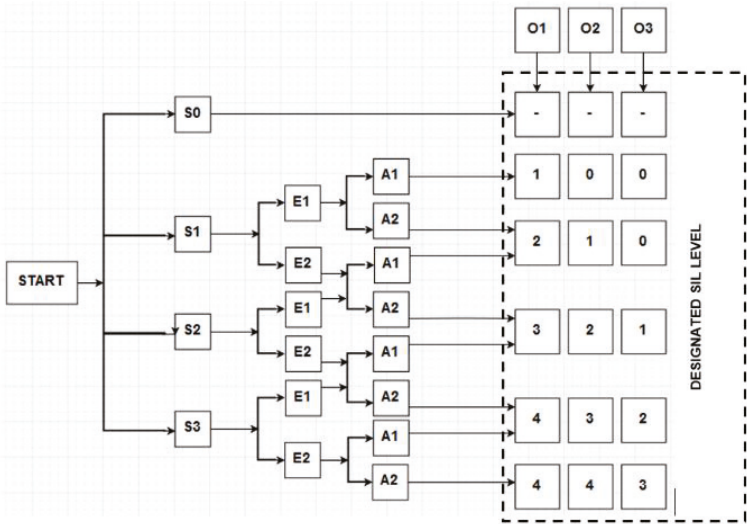 O1 O2 O3
S0 - - -
A1 1 0 0
E1
A2
S1 2 1 0
E2 A1
START
E1 A2
S2 3 2 1
E2 A1
E1 A2
S3 4 3 2
A1
E2
A2 4 4 3
DESIGNATED SIL LEVEL